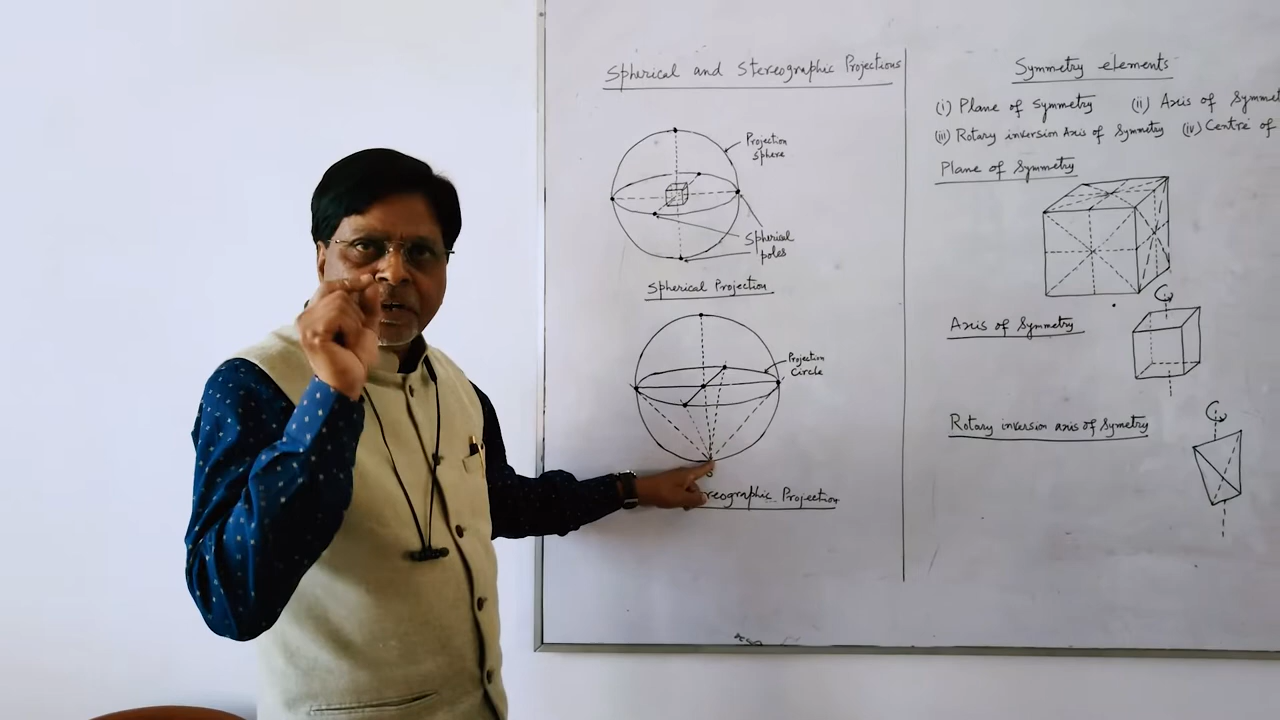 Spherical and Stereographic Projections
Projection
Sphere
Spherical
poles
Spherical Projection
Projection
Circle
reographic Projection
Symmetry elements
(i) Plane of Symmetry (ii) Axis of Symmet
(iii) Rotary inversion Axis of Symmetry (iv) Centre of
Plane of Symmetry
Axis of Symmetry
Rotary inversion axis of Symetry